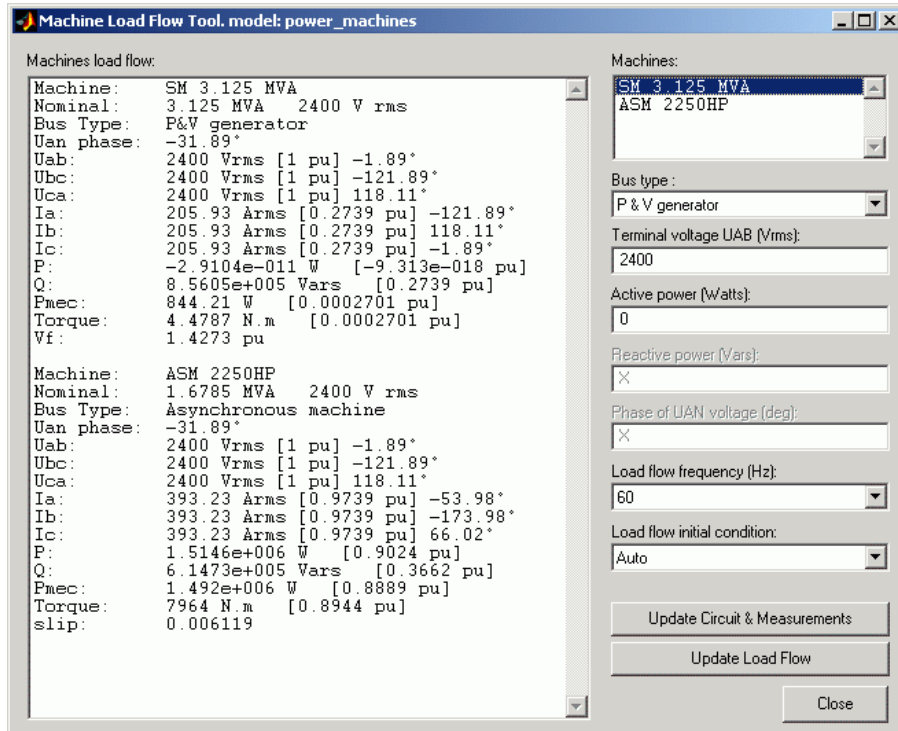 Machine Load Flow Tool. model: power_machines
Machines load flow:
Machine: SM 3.125 MVA
Nominal: 3.125 MVA 2400 V rms
Bus Type: P&V generator
Uan phase: -31.89°
Uab: 2400 Vrms [1 pu] -1.89°
Ubc: 2400 Vrms [1 pu] -121.89°
Uca: 2400 Vrms [1 pu] 118.11°
Ia: 205.93 Arms [0.2739 pu] -121.89°
Ib: 205.93 Arms [0.2739 pu] 118.11°
Ic: 205.93 Arms [0.2739 pu] -1.89°
P: -2.9104e-011 W [-9.313e-018 pu]
Q: 8.5605e+005 Vars [0.2739 pu]
Pmec: 844.21 W [0.0002701 pu]
Torque: 4.4787 N.m [0.0002701 pu]
Vf: 1.4273 pu
Machine: ASM 2250HP
Nominal: 1.6785 MVA 2400 V rms
Bus Type: Asynchronous machine
Uan phase: -31.89°
Uab: 2400 Vrms [1 pu] -1.89°
Ubc: 2400 Vrms [1 pu] -121.89°
Uca: 2400 Vrms [1 pu] 118.11°
Ia: 393.23 Arms [0.9739 pu] -53.98°
Ib: 393.23 Arms [0.9739 pu] -173.98°
Ic: 393.23 Arms [0.9739 pu] 66.02°
P: 1.5146e+006 W [0.9024 pu]
Q: 6.1473e+005 Vars [0.3662 pu]
Pmec: 1.492e+006 W [0.8889 pu]
Torque: 7964 N.m [0.8944 pu]
slip: 0.006119
Machines:
SM 3.125 MVA
ASM 2250HP
Bus type :
P & V generator
Terminal voltage UAB (Vrms):
2400
Active power (Watts):
0
Reactive power (Vars):
X
Phase of UAN voltage (deg):
X
Load flow frequency (Hz):
60
Load flow initial condition:
Auto
Update Circuit & Measurements
Update Load Flow
Close